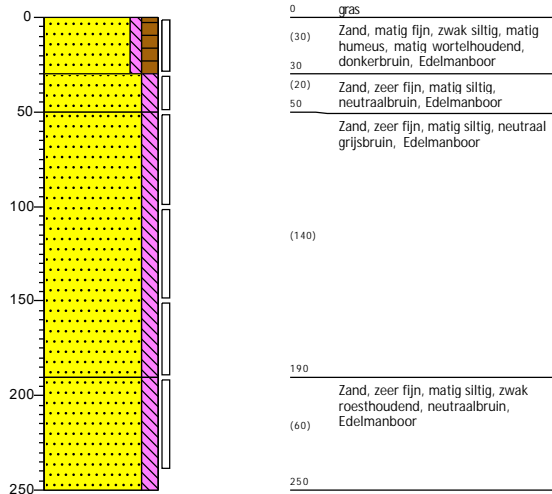 0
50
100
150
200
250
0 gras
(30) Zand, matig fijn, zwak siltig, matig
humeus, matig wortelhoudend,
donkerbruin, Edelmanboor
30
(20) Zand, zeer fijn, matig siltig,
neutraalbruin, Edelmanboor
50
Zand, zeer fijn, matig siltig, neutraal
grijsbruin, Edelmanboor
(140)
190
Zand, zeer fijn, matig siltig, zwak
roesthoudend, neutraalbruin,
(60) Edelmanboor
250